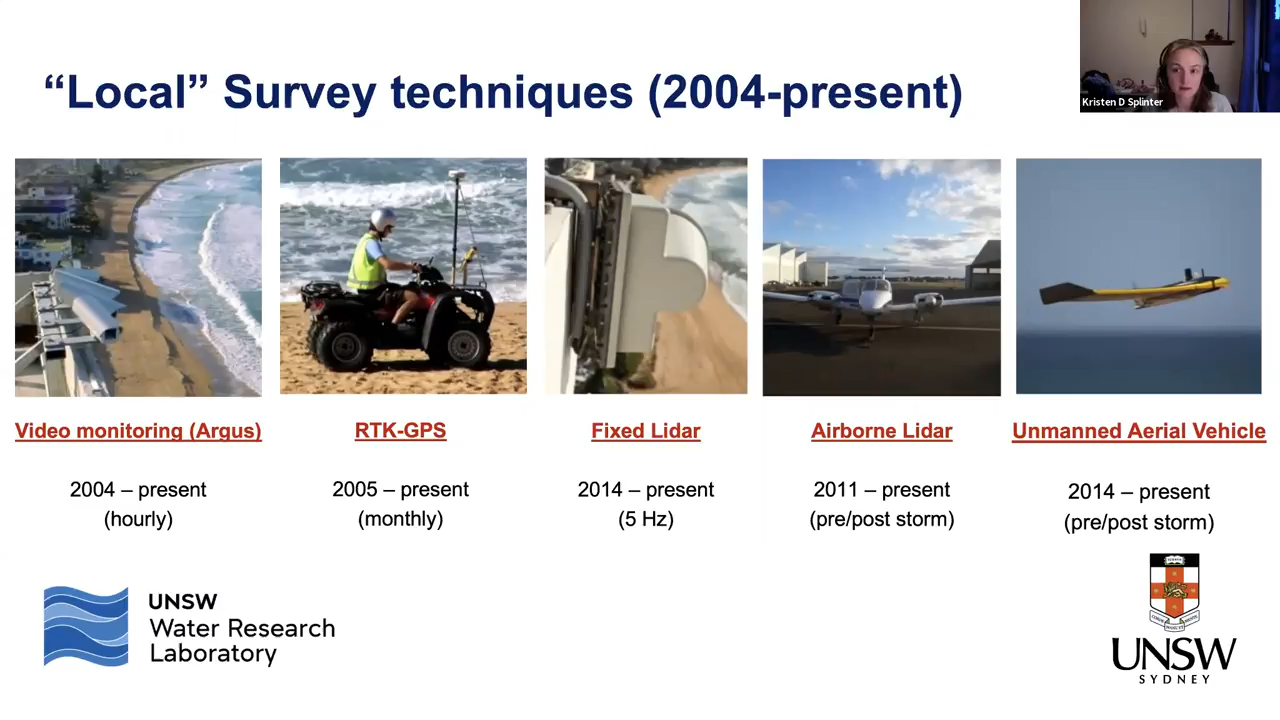 “Local” Survey techniques (2004-present)
Kristen D Splinter
Video monitoring (Argus)
2004 – present
(hourly)
RTK-GPS
2005 – present
(monthly)
Fixed Lidar
2014 – present
(5 Hz)
Airborne Lidar
2011 – present
(pre/post storm)
Unmanned Aerial Vehicle
2014 – present
(pre/post storm)
UNSW
Water Research
Laboratory
UNSW
SYDNEY